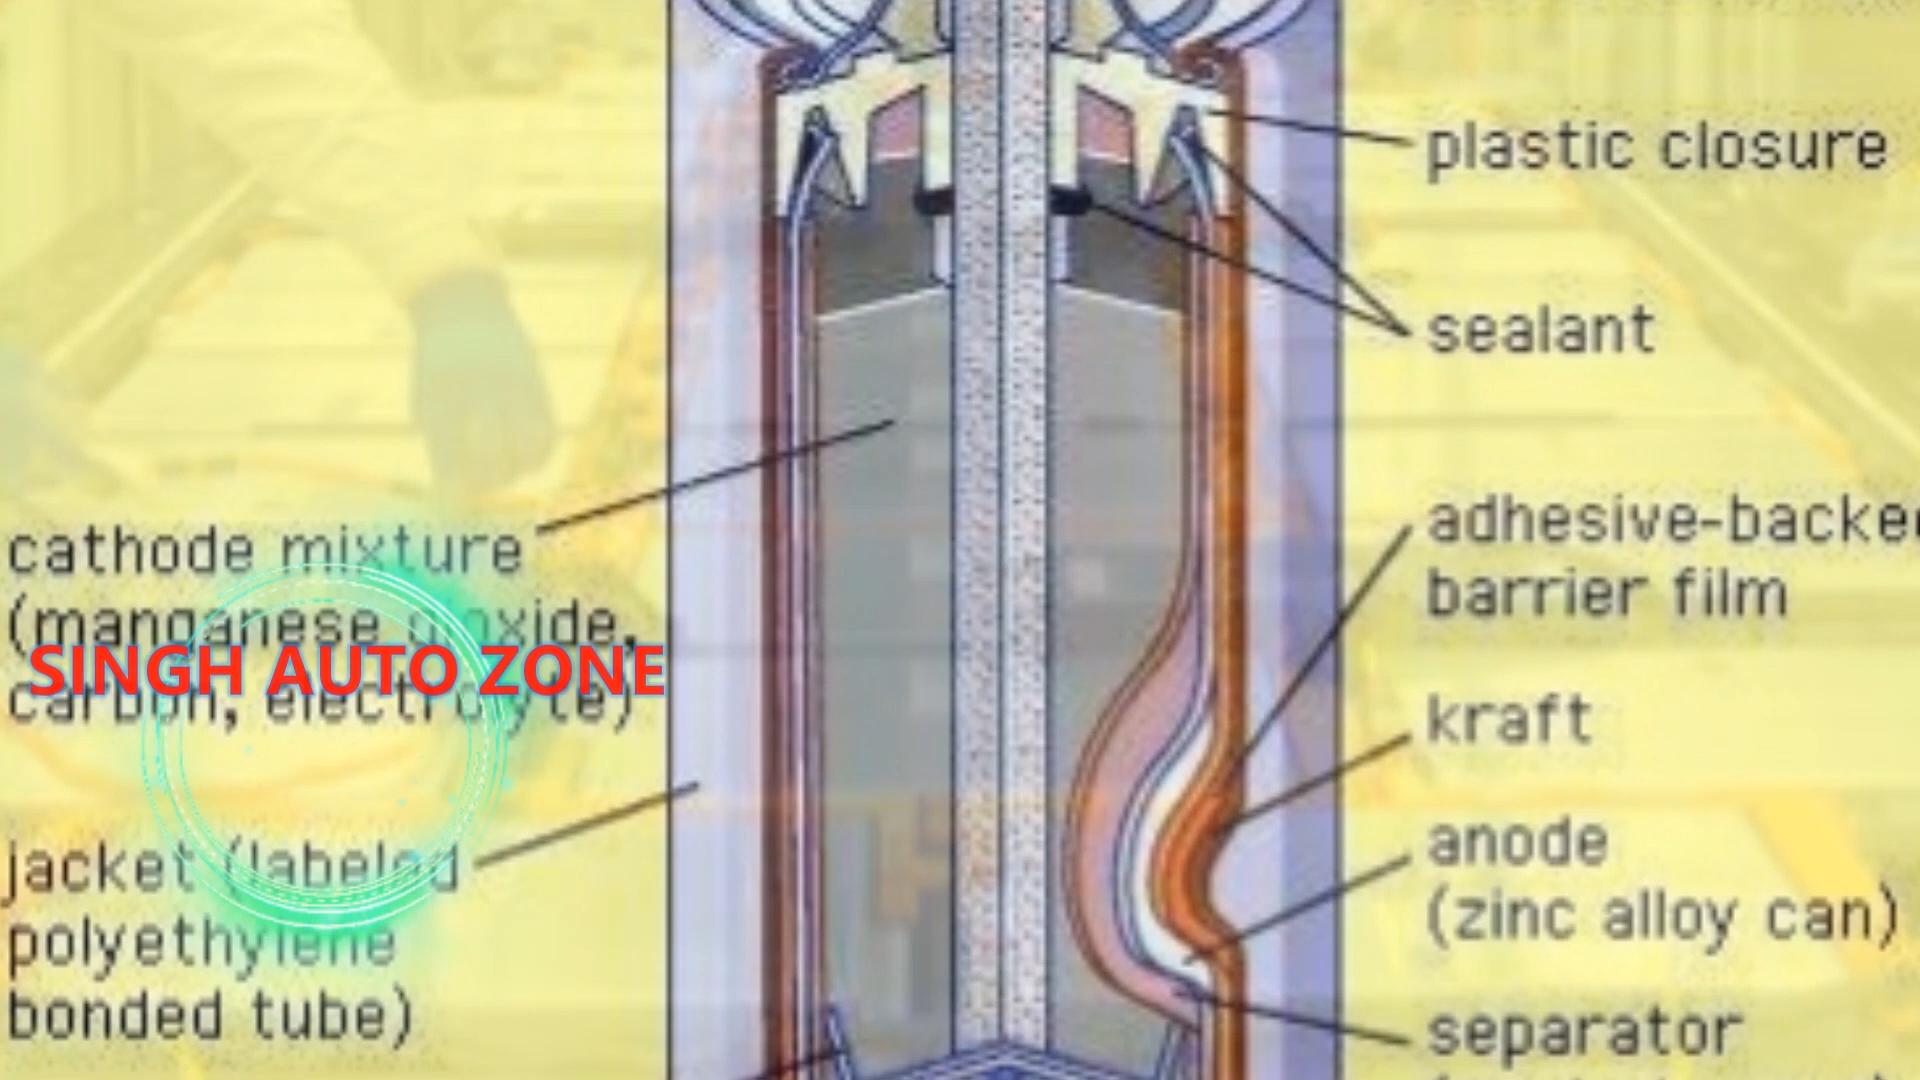 plastic closure
sealant
adhesive-backed
barrier film
kraft
anode
(zinc alloy can)
separator
cathode mixture
(manganese dioxide,
carbon, electrolyte)
SINGH AUTO ZONE
jacket (labeled
polyethylene
bonded tube)